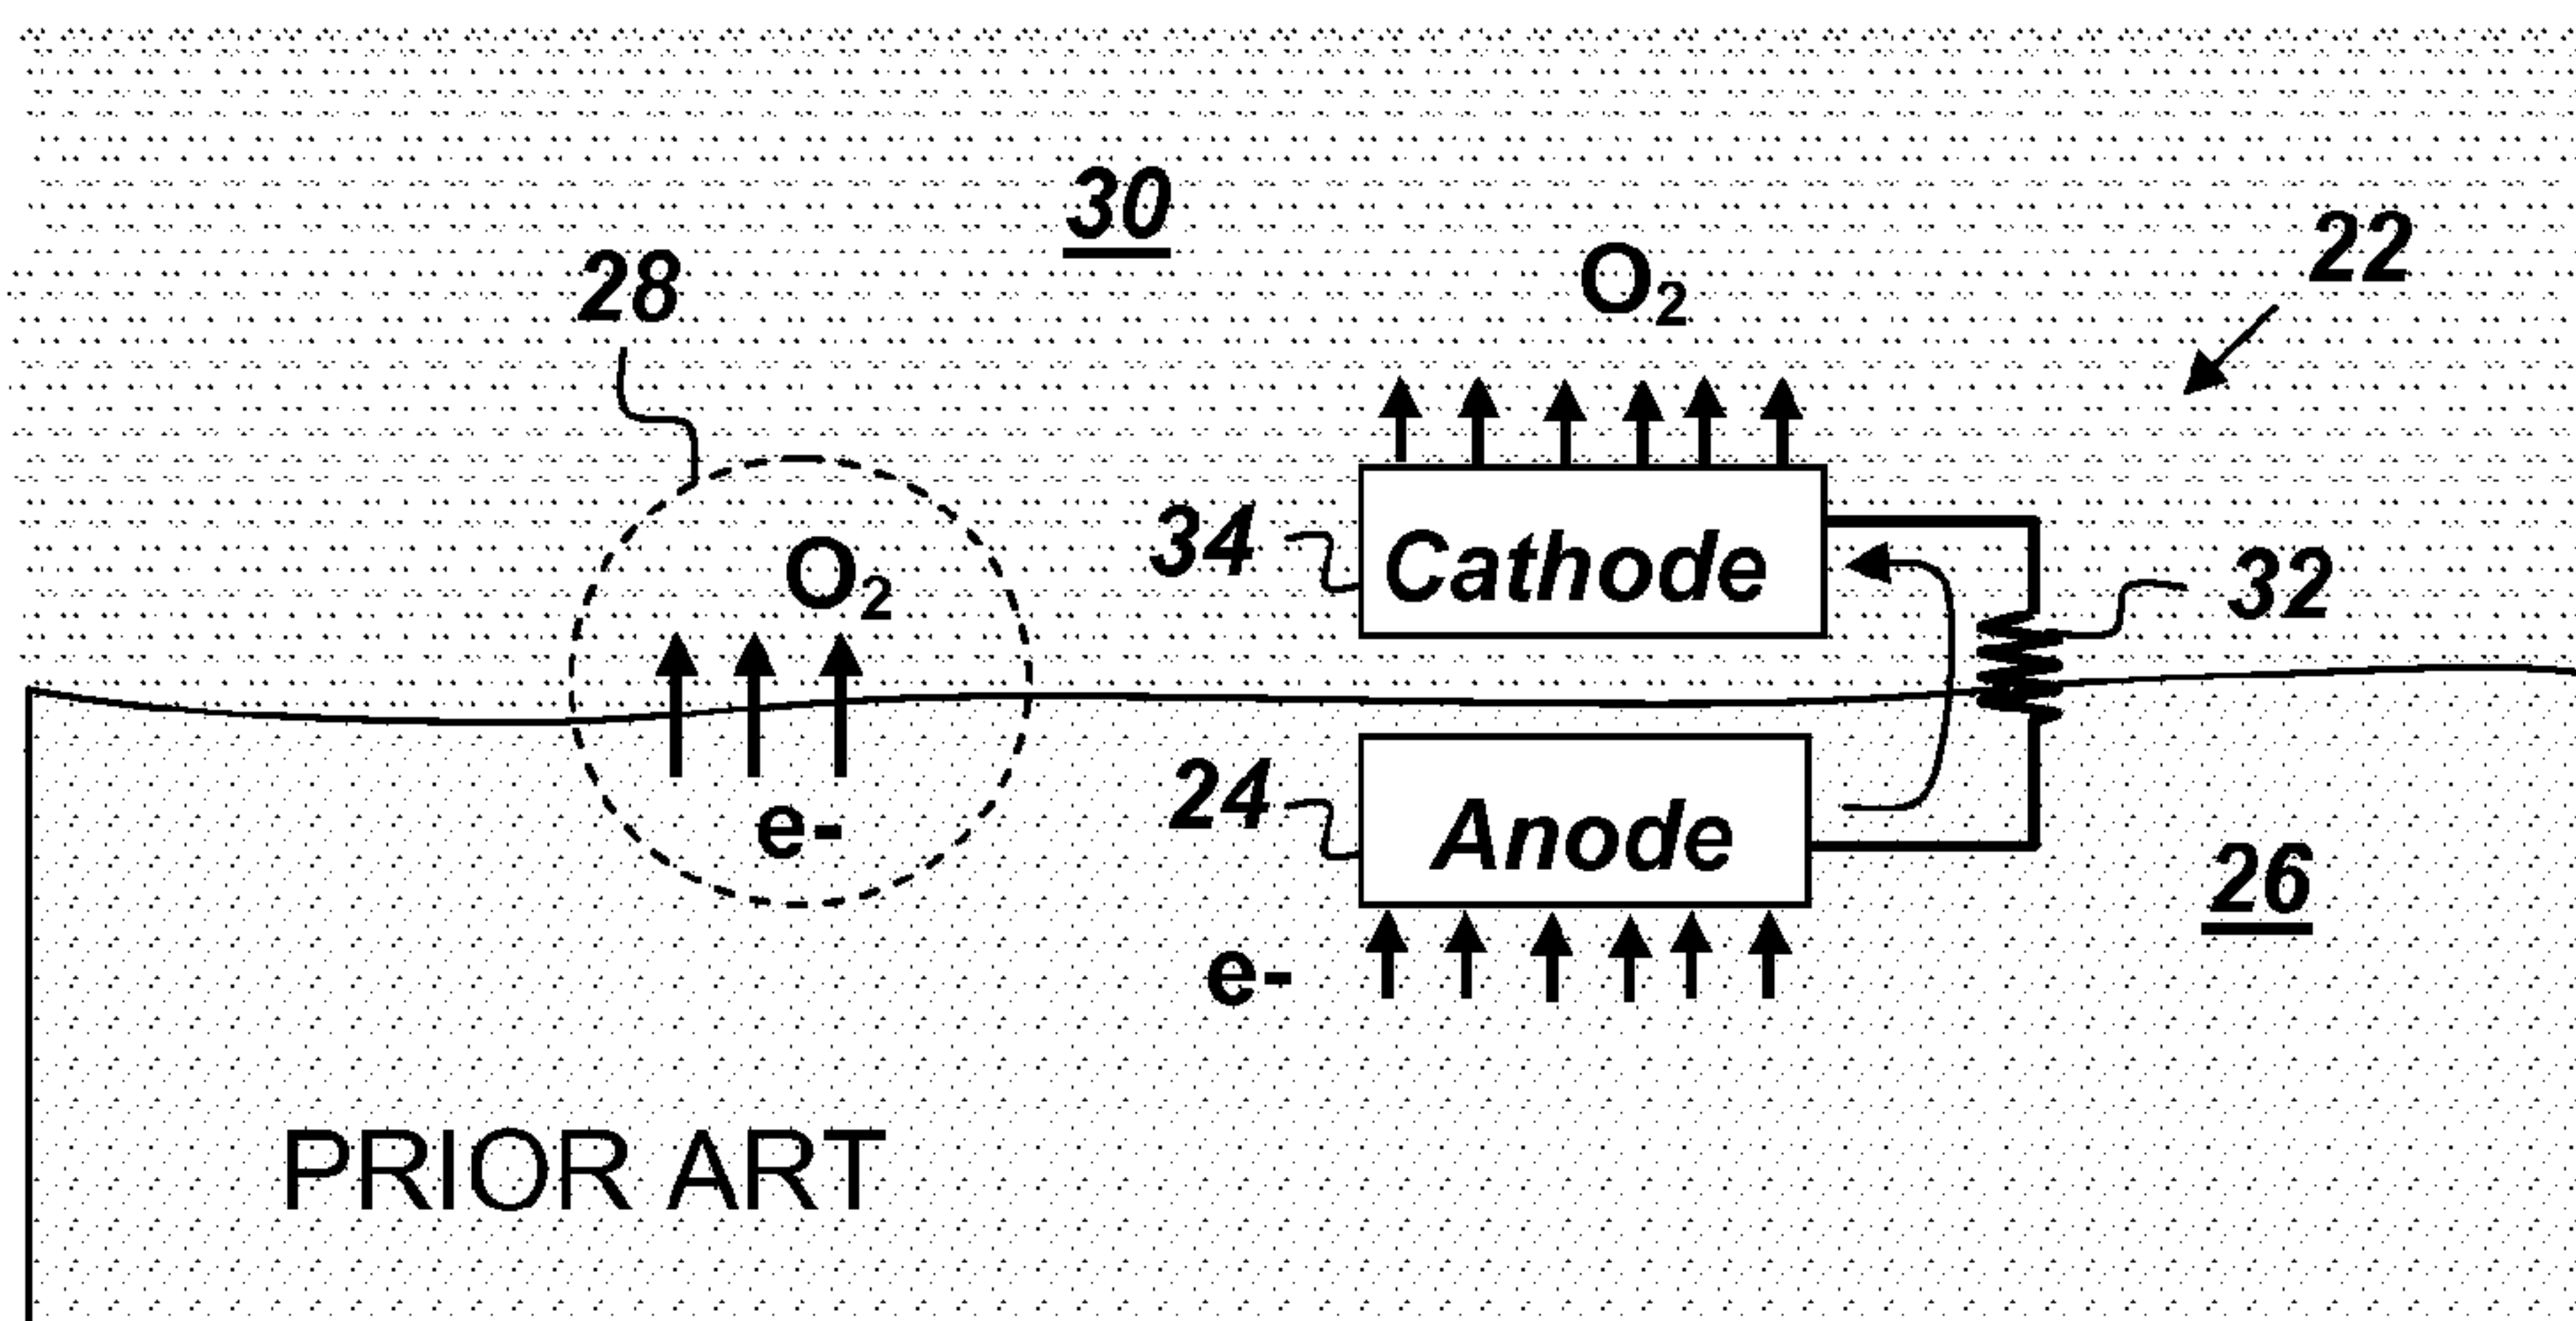 30
22
28
O₂
34
Cathode
O₂
32
24
Anode
e-
26
e-
PRIOR ART